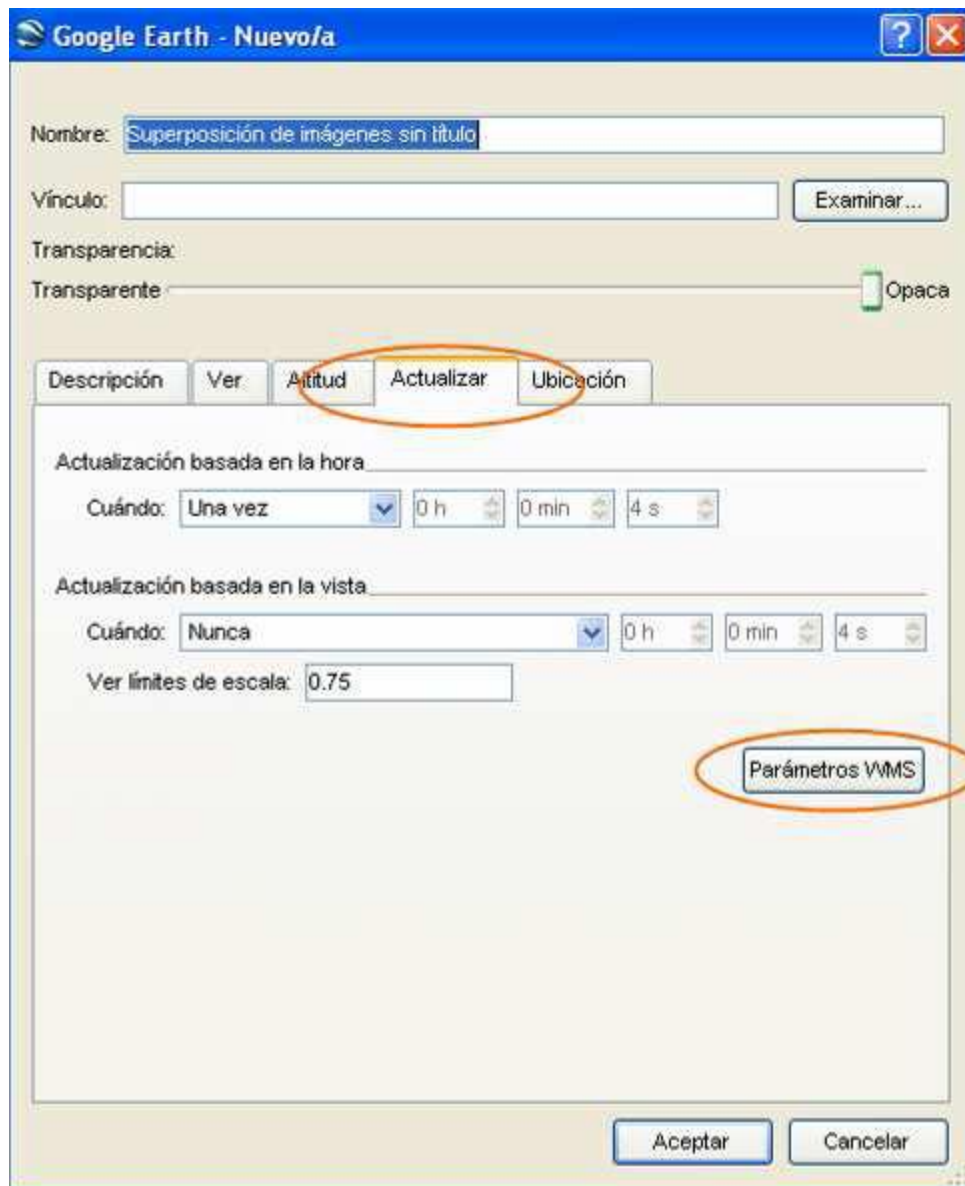 Google Earth - Nuevo/a
Nombre: Superposición de imágenes sin título
Vínculo: Examinar...
Transparencia:
Transparente Opaca
Descripción Ver Altitud Actualizar Ubicación
Actualización basada en la hora
Cuándo: Una vez 0 h 0 min 4 s
Actualización basada en la vista
Cuándo: Nunca 0 h 0 min 4 s
Ver límites de escala: 0.75
Parámetros WMS
Aceptar Cancelar